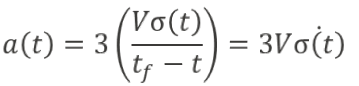 a(t) = 3 (Vσ(t) / (t_f − t)) = 3Vσ̇(t)